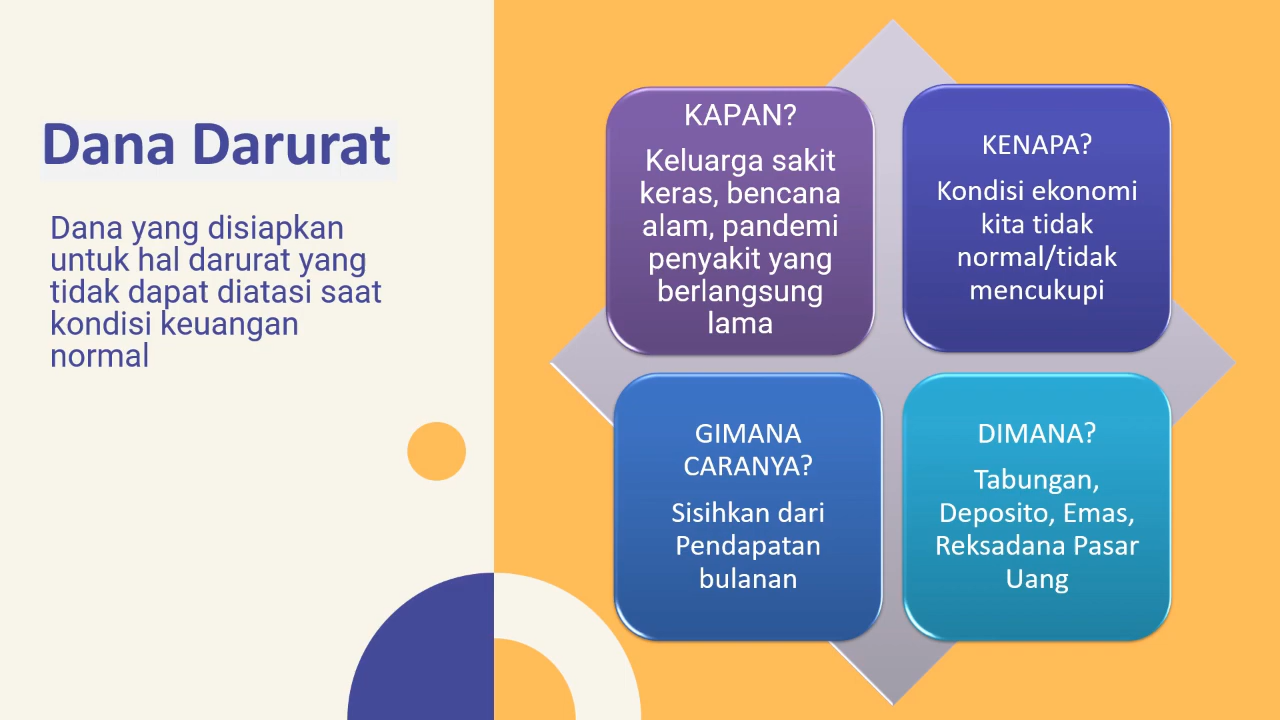 Dana Darurat
Dana yang disiapkan
untuk hal darurat yang
tidak dapat diatasi saat
kondisi keuangan
normal
KAPAN?
Keluarga sakit
keras, bencana
alam, pandemi
penyakit yang
berlangsung
lama
KENAPA?
Kondisi ekonomi
kita tidak
normal/tidak
mencukupi
GIMANA
CARANYA?
Sisihkan dari
Pendapatan
bulanan
DIMANA?
Tabungan,
Deposito, Emas,
Reksadana Pasar
Uang